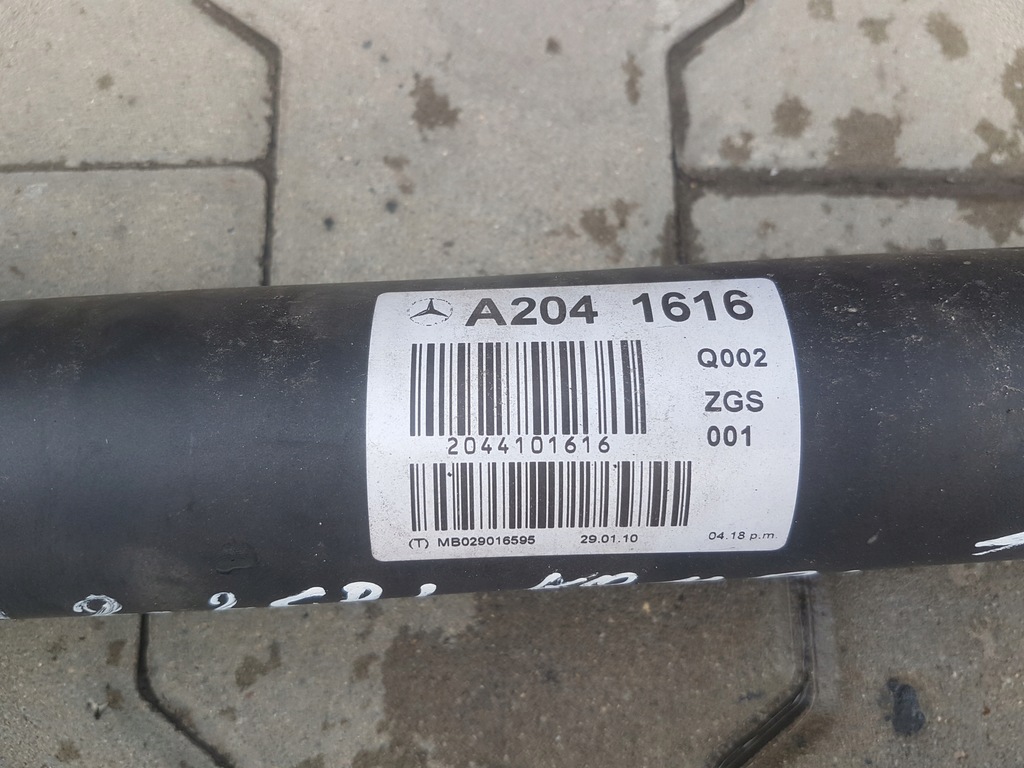 A204 1616
Q002
ZGS
001
2044101616
(T) MB029016595 29.01.10 04.18 p.m.